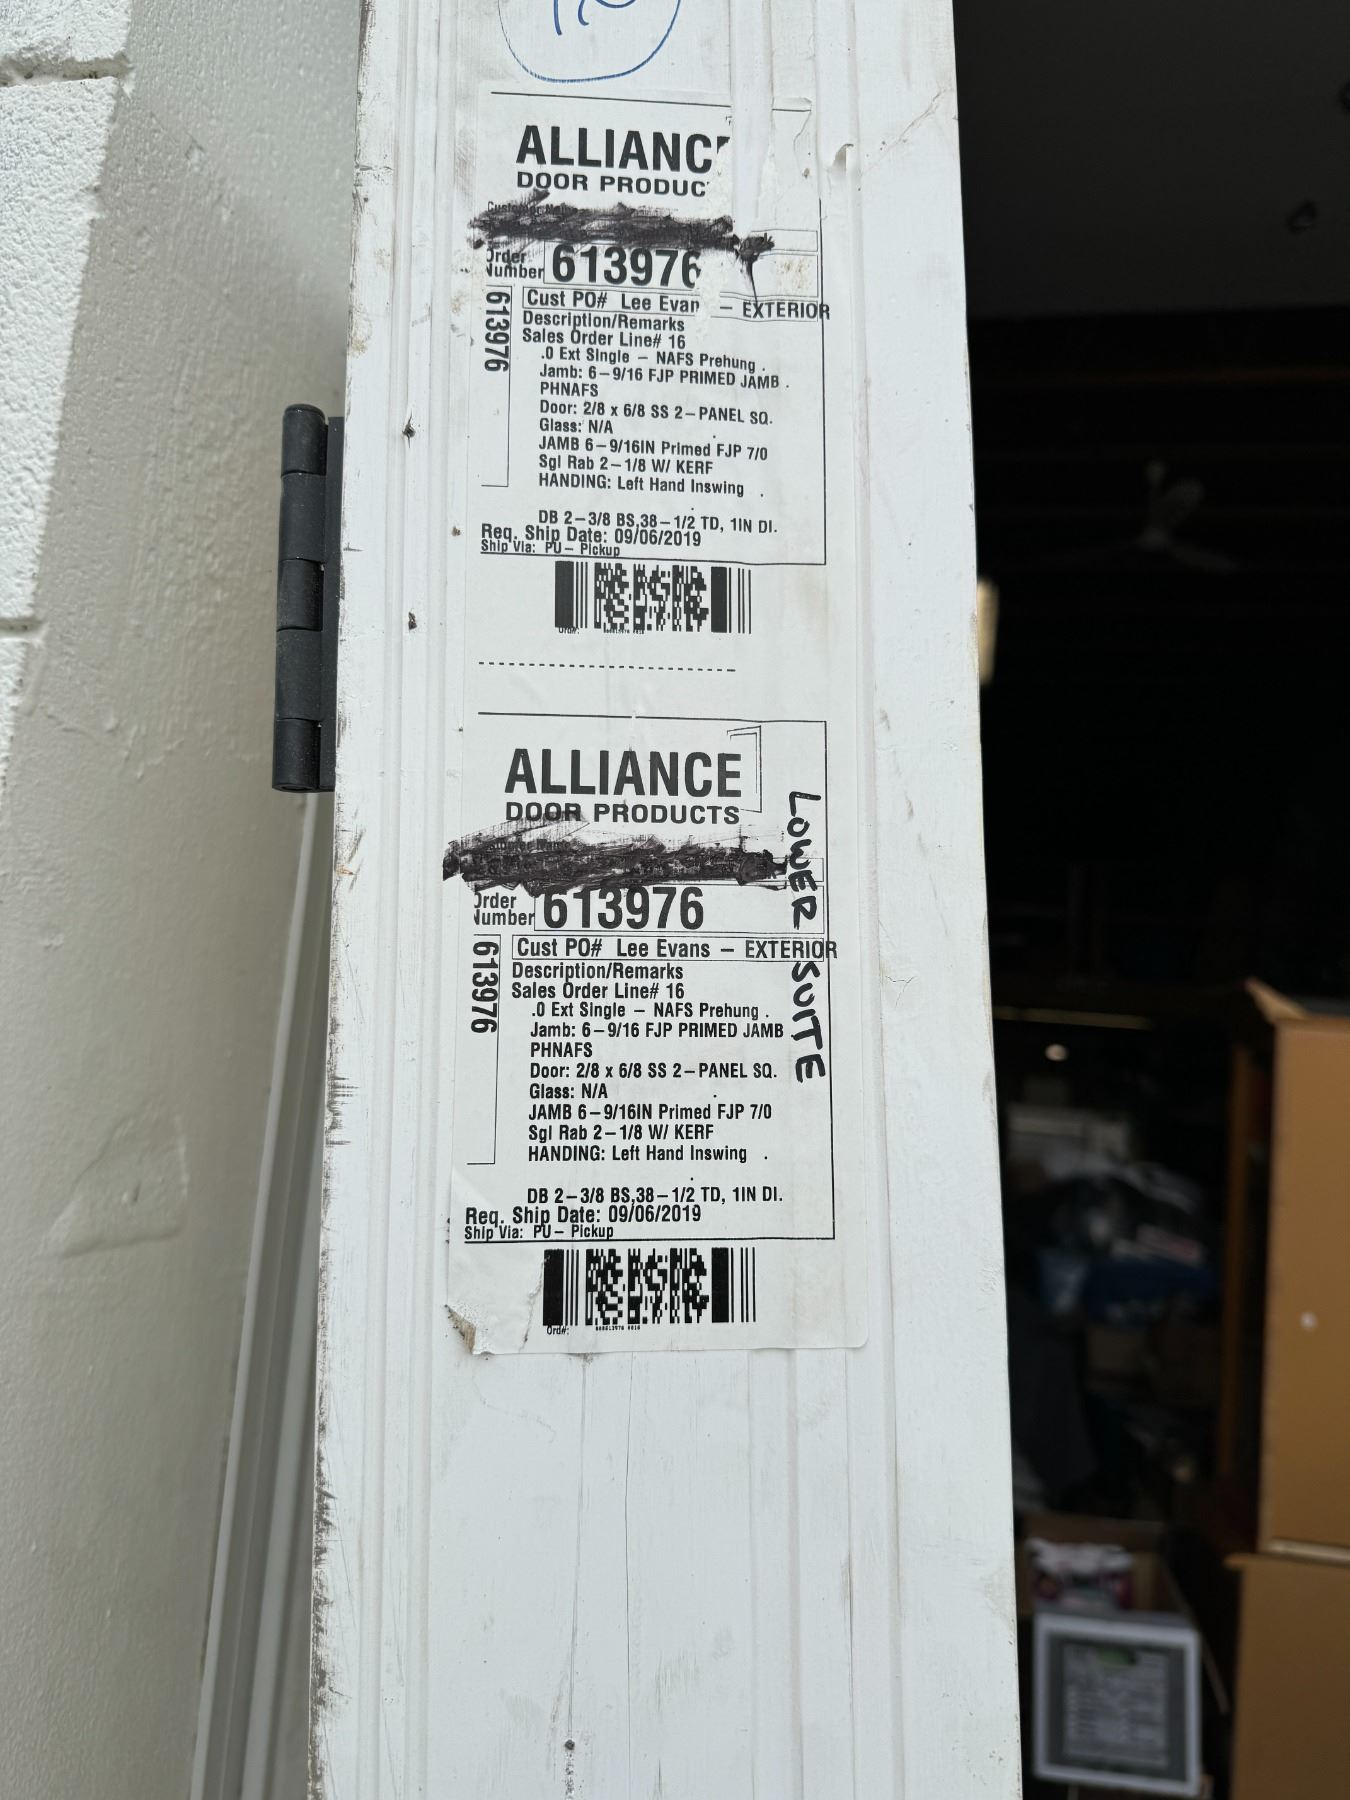 ALLIANC
DOOR PRODUC
Customer
Order
Number 613976
613976
Cust PO# Lee Evan – EXTERIOR
Description/Remarks
Sales Order Line# 16
.0 Ext Single – NAFS Prehung .
Jamb: 6–9/16 FJP PRIMED JAMB .
PHNAFS
Door: 2/8 x 6/8 SS 2–PANEL SQ.
Glass: N/A
JAMB 6–9/16IN Primed FJP 7/0
Sgl Rab 2–1/8 W/ KERF
HANDING: Left Hand Inswing .
DB 2–3/8 BS,38–1/2 TD, 1IN DI.
Req. Ship Date: 09/06/2019
Ship Via: PU – Pickup
Ord#:
ALLIANCE
DOOR PRODUCTS
Order
Number 613976
613976
Cust PO# Lee Evans – EXTERIOR
Description/Remarks
Sales Order Line# 16
.0 Ext Single – NAFS Prehung .
Jamb: 6–9/16 FJP PRIMED JAMB
PHNAFS
Door: 2/8 x 6/8 SS 2–PANEL SQ.
Glass: N/A
JAMB 6–9/16IN Primed FJP 7/0
Sgl Rab 2–1/8 W/ KERF
HANDING: Left Hand Inswing .
DB 2–3/8 BS,38–1/2 TD, 1IN DI.
Req. Ship Date: 09/06/2019
Ship Via: PU – Pickup
Ord#: 000613976 0016
LOWER SUITE